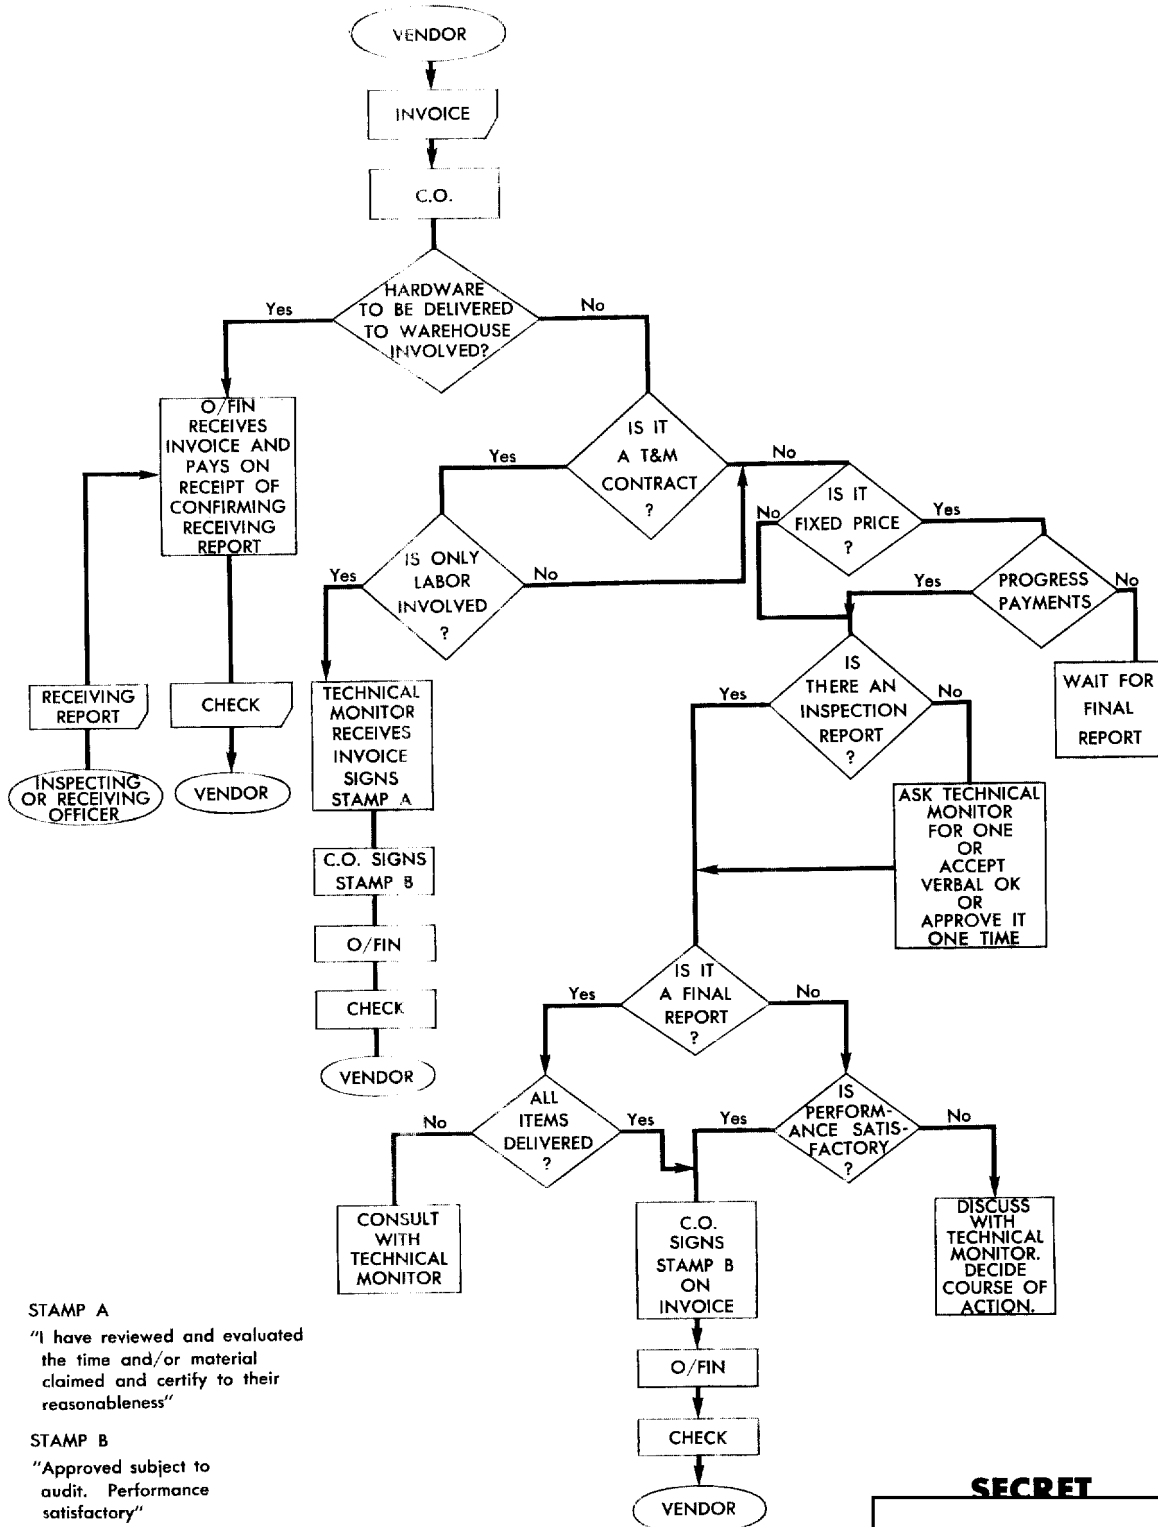 VENDOR
INVOICE
C.O.
HARDWARE
TO BE DELIVERED
TO WAREHOUSE
INVOLVED?
Yes
No
O/FIN
RECEIVES
INVOICE AND
PAYS ON
RECEIPT OF
CONFIRMING
RECEIVING
REPORT
IS IT
A T&M
CONTRACT
?
Yes
No
IS IT
FIXED PRICE
?
No
Yes
IS ONLY
LABOR
INVOLVED
?
Yes
No
PROGRESS
PAYMENTS
Yes
No
RECEIVING
REPORT
INSPECTING
OR RECEIVING
OFFICER
CHECK
VENDOR
TECHNICAL
MONITOR
RECEIVES
INVOICE
SIGNS
STAMP A
C.O. SIGNS
STAMP B
O/FIN
CHECK
VENDOR
IS
THERE AN
INSPECTION
REPORT
?
Yes
No
WAIT FOR
FINAL
REPORT
ASK TECHNICAL
MONITOR
FOR ONE
OR
ACCEPT
VERBAL OK
OR
APPROVE IT
ONE TIME
IS IT
A FINAL
REPORT
?
Yes
No
ALL
ITEMS
DELIVERED
?
No
Yes
IS
PERFORM-
ANCE SATIS-
FACTORY
?
Yes
No
CONSULT
WITH
TECHNICAL
MONITOR
C.O.
SIGNS
STAMP B
ON
INVOICE
DISCUSS
WITH
TECHNICAL
MONITOR.
DECIDE
COURSE OF
ACTION.
O/FIN
CHECK
VENDOR
STAMP A
"I have reviewed and evaluated
the time and/or material
claimed and certify to their
reasonableness"
STAMP B
"Approved subject to
audit. Performance
satisfactory"
SECRET